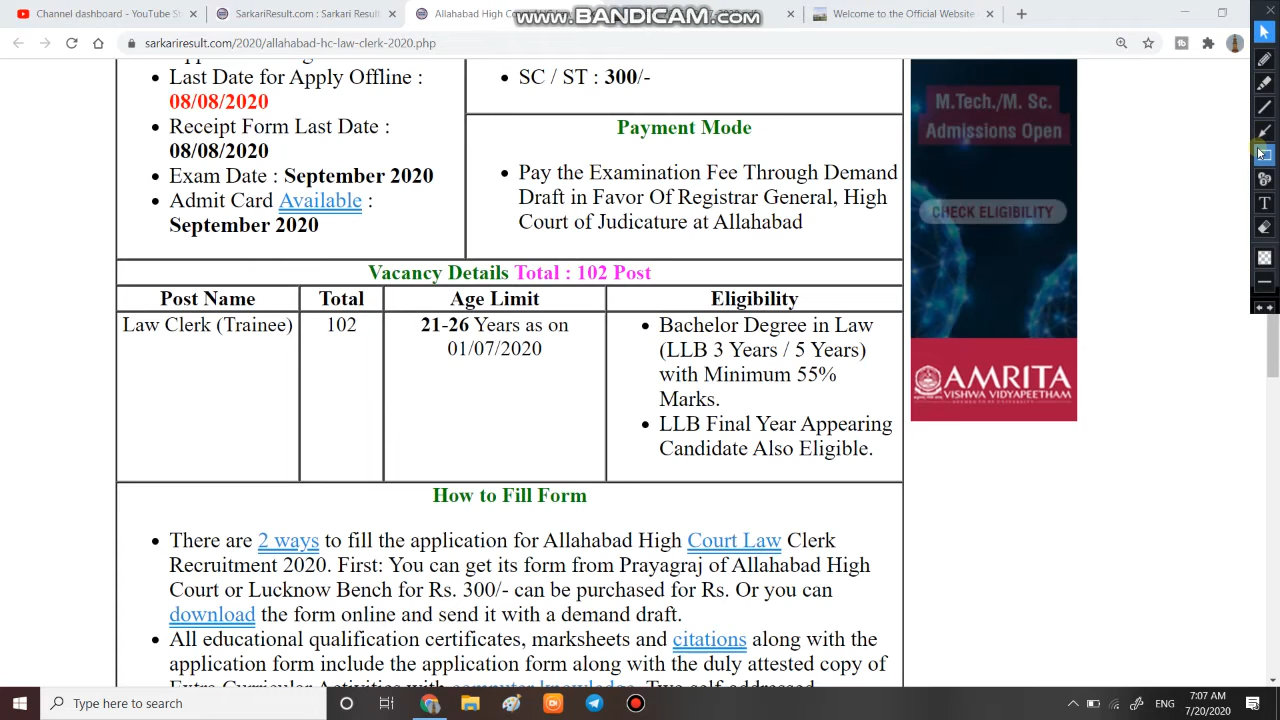 Channel dashboard - YouTube S
SarkariResult.com : Sarkari Result
Allahabad High Cou
www.BANDICAM.com
Welcome to the Official Website
sarkariresult.com/2020/allahabad-hc-law-clerk-2020.php
Last Date for Apply Offline :
08/08/2020
Receipt Form Last Date :
08/08/2020
Exam Date : September 2020
Admit Card Available :
September 2020
SC / ST : 300/-
Payment Mode
Pay the Examination Fee Through Demand
Draft in Favor Of Registrar General, High
Court of Judicature at Allahabad
M.Tech./M. Sc.
Admissions Open
CHECK ELIGIBILITY
AMRITA
VISHWA VIDYAPEETHAM
Vacancy Details Total : 102 Post
Post Name Total Age Limit Eligibility
Law Clerk (Trainee) 102
21-26 Years as on
01/07/2020
Bachelor Degree in Law
(LLB 3 Years / 5 Years)
with Minimum 55%
Marks.
LLB Final Year Appearing
Candidate Also Eligible.
How to Fill Form
There are 2 ways to fill the application for Allahabad High Court Law Clerk
Recruitment 2020. First: You can get its form from Prayagraj of Allahabad High
Court or Lucknow Bench for Rs. 300/- can be purchased for Rs. Or you can
download the form online and send it with a demand draft.
All educational qualification certificates, marksheets and citations along with the
application form include the application form along with the duly attested copy of
Extra Curricular Activities with computer knowledge. Two self-addressed
Type here to search
ENG
7:07 AM
7/20/2020